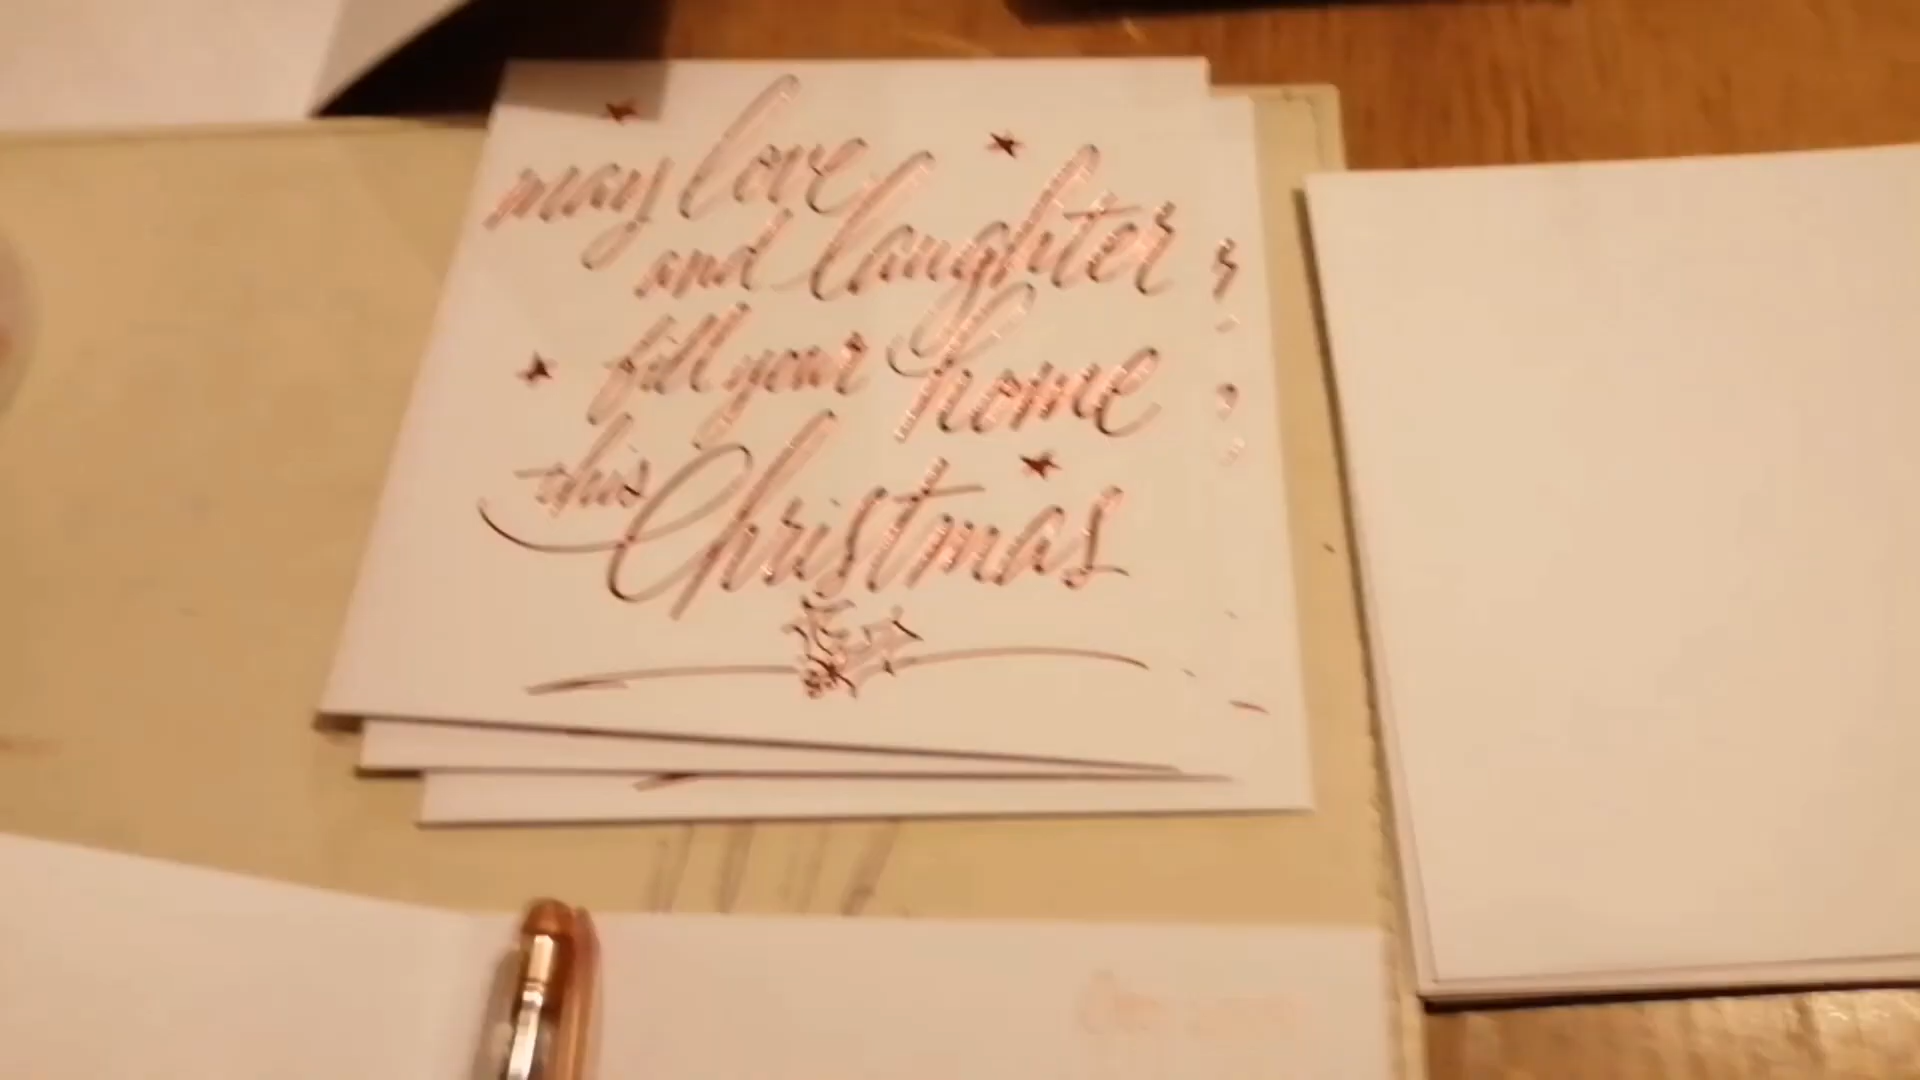 may love
and laughter
fill your home
this Christmas